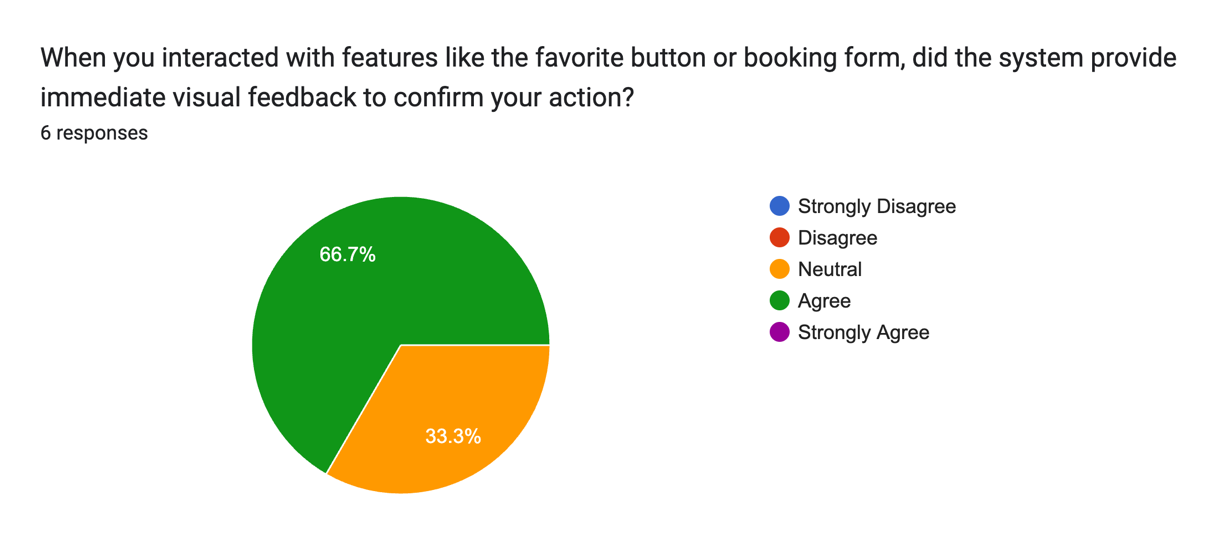 When you interacted with features like the favorite button or booking form, did the system provide
immediate visual feedback to confirm your action?
6 responses
66.7%
33.3%
Strongly Disagree
Disagree
Neutral
Agree
Strongly Agree